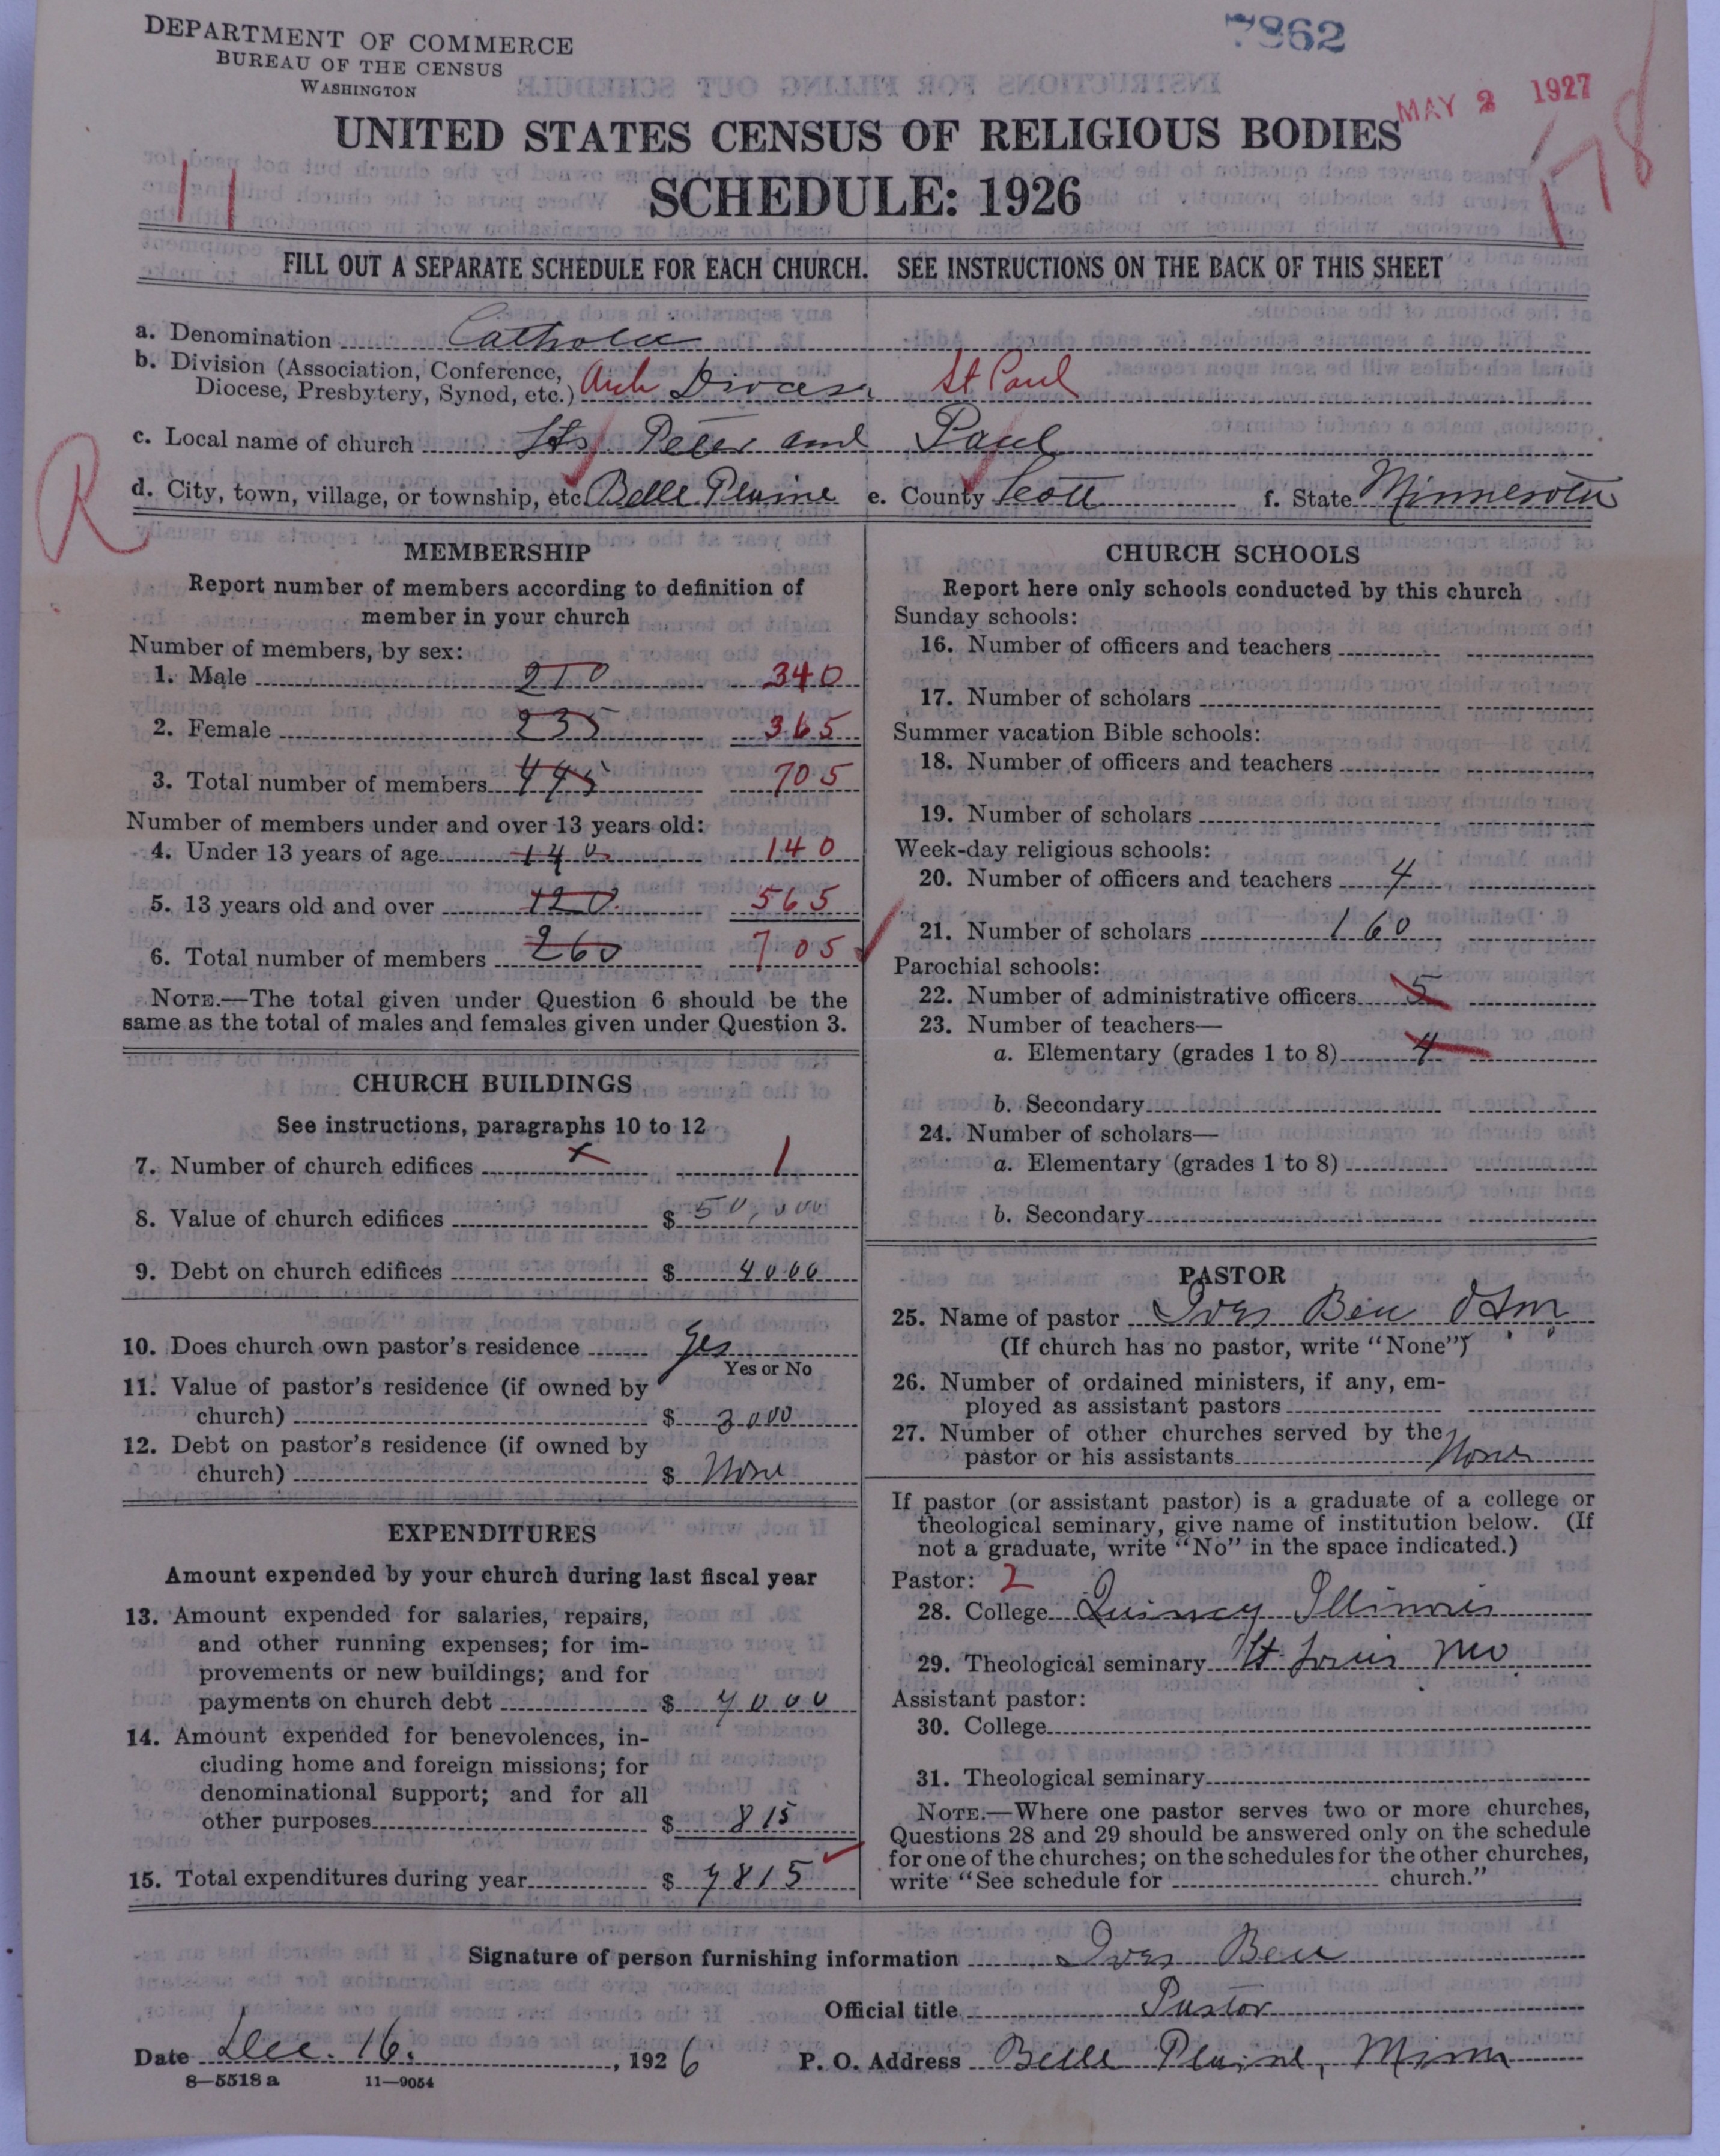 DEPARTMENT OF COMMERCE
BUREAU OF THE CENSUS
WASHINGTON
7862
MAY 2 1927
UNITED STATES CENSUS OF RELIGIOUS BODIES
SCHEDULE: 1926
11
178
FILL OUT A SEPARATE SCHEDULE FOR EACH CHURCH. SEE INSTRUCTIONS ON THE BACK OF THIS SHEET
a. Denomination Catholic
b. Division (Association, Conference,
Diocese, Presbytery, Synod, etc.) Arch Diocese St Paul
c. Local name of church Sts Peter and Paul
R
d. City, town, village, or township, etc. Belle Plaine e. County Scott f. State Minnesota
MEMBERSHIP
Report number of members according to definition of
member in your church
Number of members, by sex:
1. Male 210 340
2. Female 235 365
3. Total number of members 445 705
Number of members under and over 13 years old:
4. Under 13 years of age 140 140
5. 13 years old and over 120 565
6. Total number of members 260 705
NOTE.—The total given under Question 6 should be the
same as the total of males and females given under Question 3.
CHURCH BUILDINGS
See instructions, paragraphs 10 to 12
7. Number of church edifices x 1
8. Value of church edifices $ 50,000
9. Debt on church edifices $ 4000
10. Does church own pastor's residence Yes
Yes or No
11. Value of pastor's residence (if owned by
church) $ 3000
12. Debt on pastor's residence (if owned by
church) $ None
EXPENDITURES
Amount expended by your church during last fiscal year
13. Amount expended for salaries, repairs,
and other running expenses; for im-
provements or new buildings; and for
payments on church debt $ 7000
14. Amount expended for benevolences, in-
cluding home and foreign missions; for
denominational support; and for all
other purposes $ 815
15. Total expenditures during year $ 7815
CHURCH SCHOOLS
Report here only schools conducted by this church
Sunday schools:
16. Number of officers and teachers
17. Number of scholars
Summer vacation Bible schools:
18. Number of officers and teachers
19. Number of scholars
Week-day religious schools:
20. Number of officers and teachers 4
21. Number of scholars 160
Parochial schools:
22. Number of administrative officers 5
23. Number of teachers—
a. Elementary (grades 1 to 8) 4
b. Secondary
24. Number of scholars—
a. Elementary (grades 1 to 8)
b. Secondary
PASTOR
25. Name of pastor Ives Beu
(If church has no pastor, write "None")
26. Number of ordained ministers, if any, em-
ployed as assistant pastors
27. Number of other churches served by the
pastor or his assistants None
If pastor (or assistant pastor) is a graduate of a college or
theological seminary, give name of institution below. (If
not a graduate, write "No" in the space indicated.)
Pastor: 2
28. College Quincy Illinois
29. Theological seminary St. Louis Mo.
Assistant pastor:
30. College
31. Theological seminary
NOTE.—Where one pastor serves two or more churches,
Questions 28 and 29 should be answered only on the schedule
for one of the churches; on the schedules for the other churches,
write "See schedule for church."
Signature of person furnishing information Ives Beu
Official title Pastor
Date Dec. 16. , 1926 P. O. Address Belle Plaine, Minn
8—5518 a 11—9054